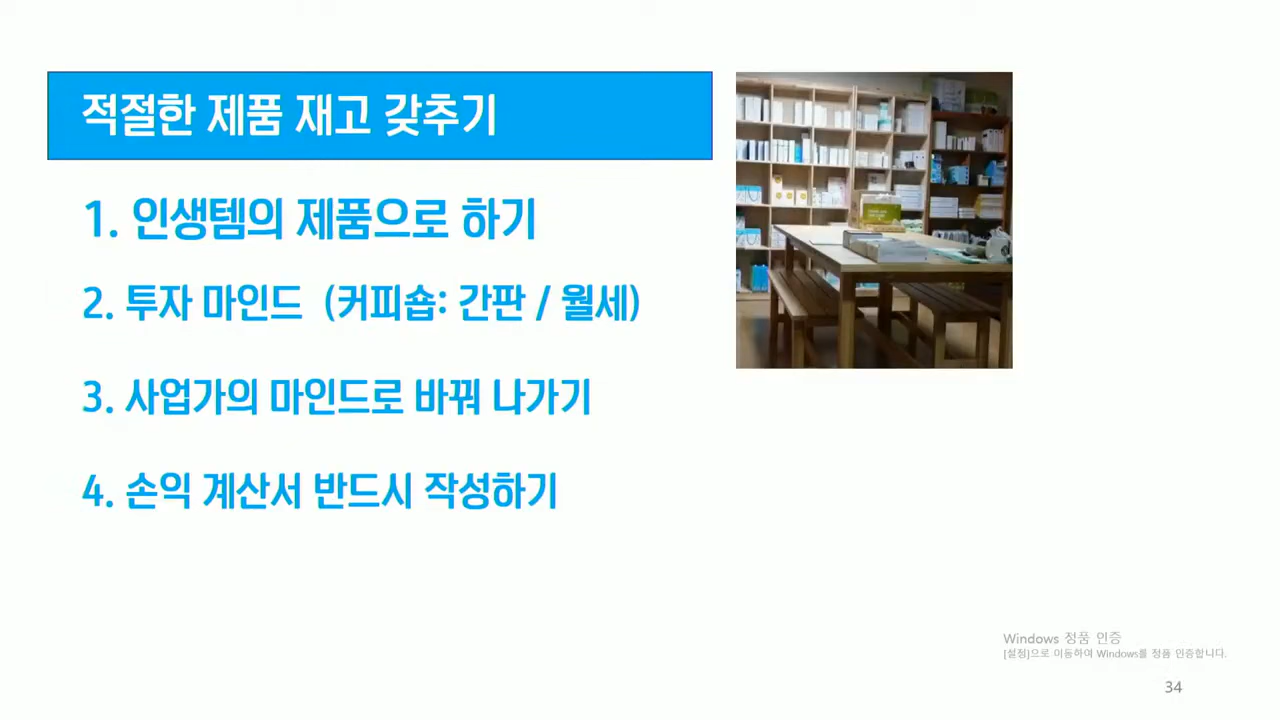 적절한 제품 재고 갖추기
1. 인생템의 제품으로 하기
2. 투자 마인드 (커피숍: 간판 / 월세)
3. 사업가의 마인드로 바꿔 나가기
4. 손익 계산서 반드시 작성하기
Windows 정품 인증
[설정]으로 이동하여 Windows를 정품 인증합니다.
34